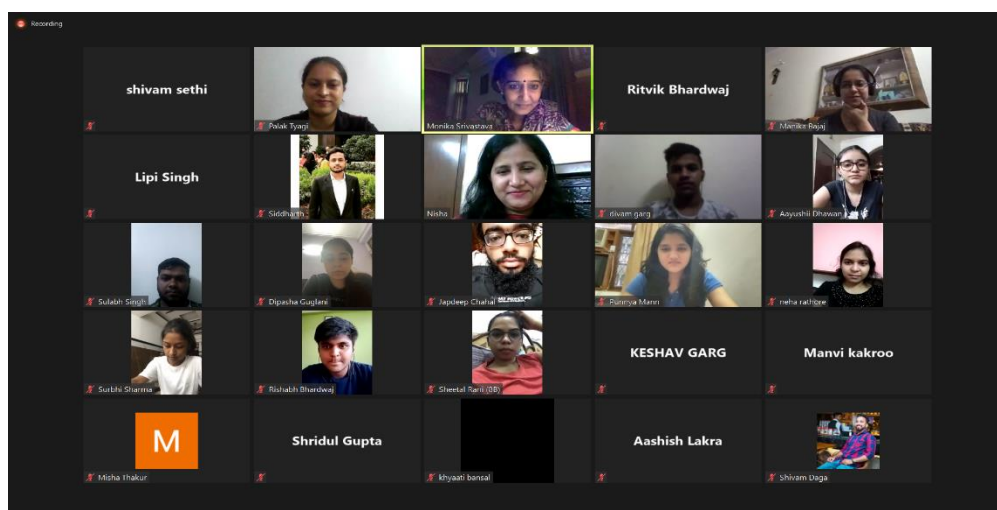 Recording
shivam sethi
Palak Tyagi
Monika Srivastava
Ritvik Bhardwaj
Manika Bajaj
Lipi Singh
Siddharth
Nisha
divam garg
Aayushii Dhawan
Sulabh Singh
Dipasha Guglani
Japdeep Chahal
Punnya Mann
neha rathore
Surbhi Sharma
Rishabh Bhardwaj
Sheetal Rani (BB)
KESHAV GARG
Manvi kakroo
M
Misha Thakur
Shridul Gupta
khyaati bansal
Aashish Lakra
Shivam Daga